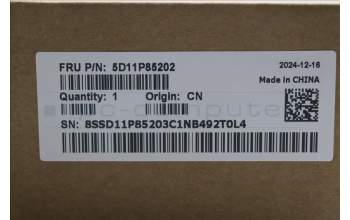 FRU P/N: 5D11P85202
2024-12-16
Made in CHINA
Quantity: 1 Origin: CN
SN: 8SSD11P85203C1NB492T0L4